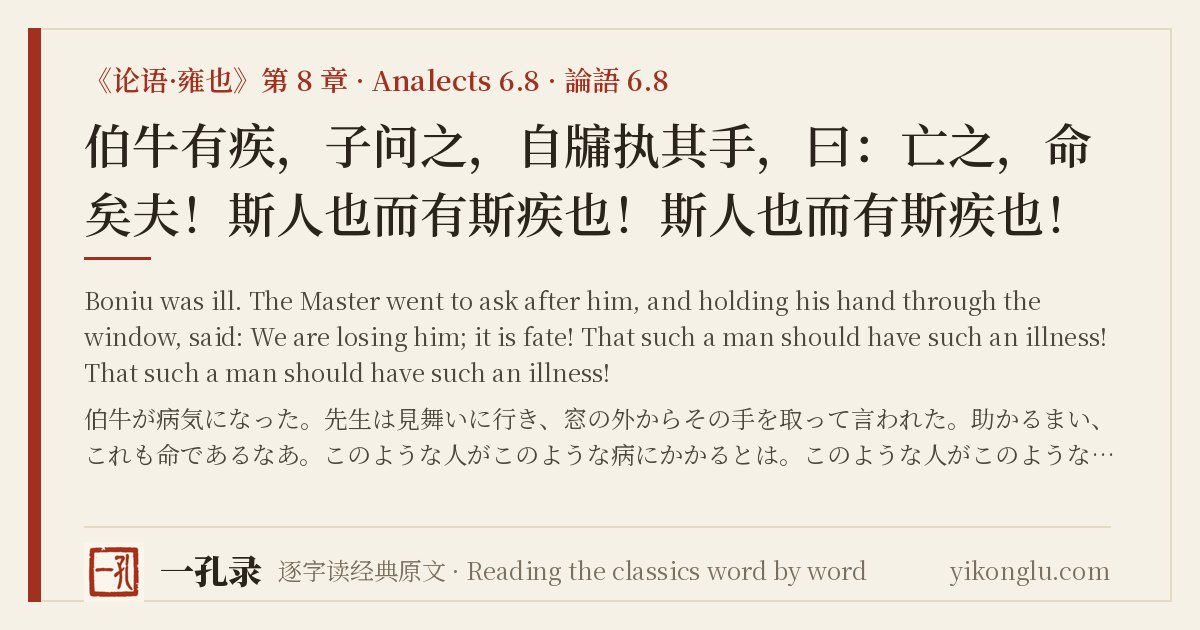 《论语·雍也》第 8 章 · Analects 6.8 · 論語 6.8
伯牛有疾，子问之，自牖执其手，曰：亡之，命
矣夫！斯人也而有斯疾也！斯人也而有斯疾也！
Boniu was ill. The Master went to ask after him, and holding his hand through the
window, said: We are losing him; it is fate! That such a man should have such an illness!
That such a man should have such an illness!
伯牛が病気になった。先生は見舞いに行き、窓の外からその手を取って言われた。助かるまい、
これも命であるなあ。このような人がこのような病にかかるとは。このような人がこのような…
一孔
一孔录 逐字读经典原文 · Reading the classics word by word yikonglu.com